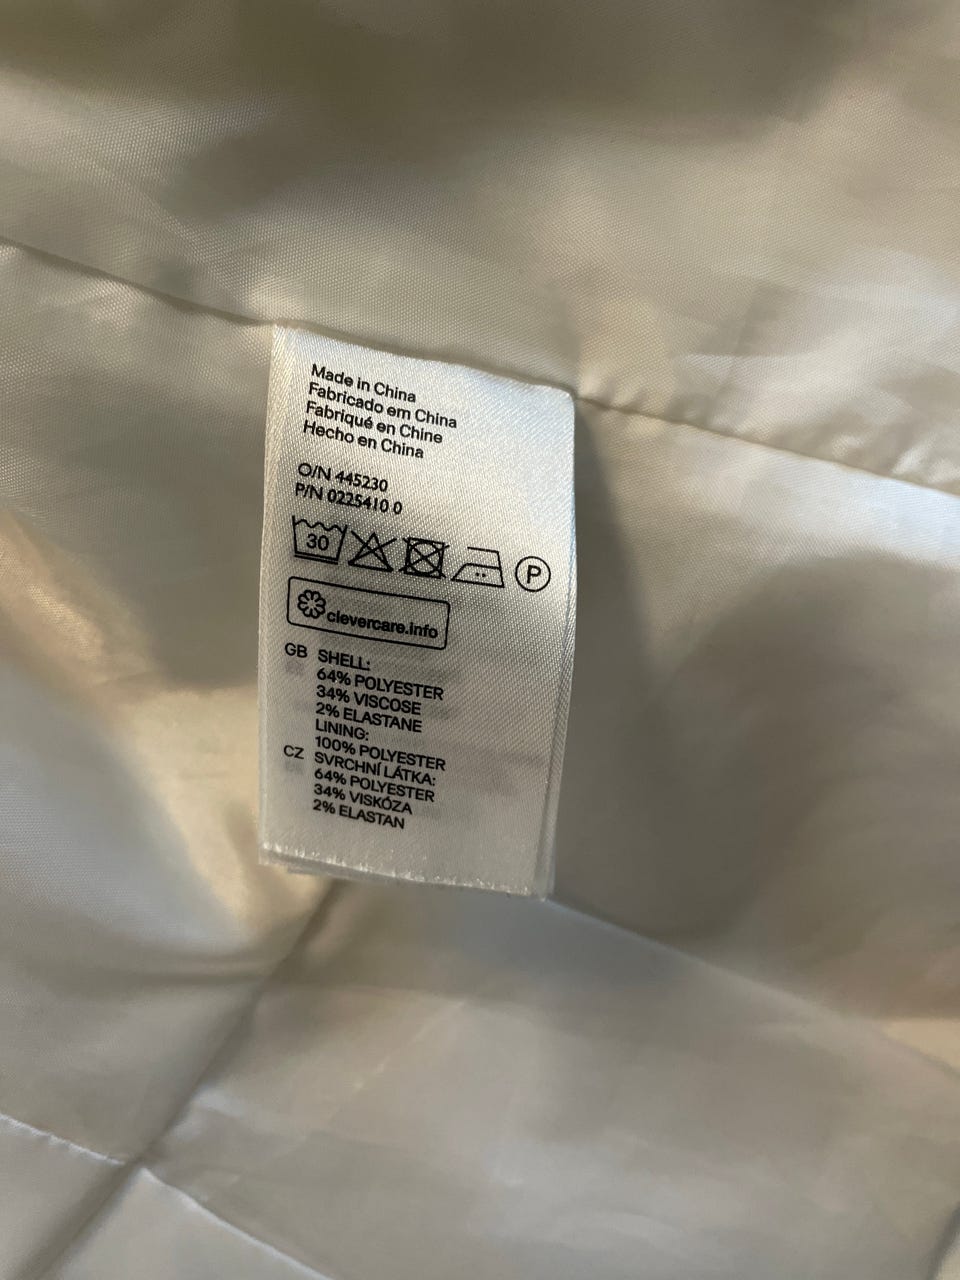 Made in China
Fabricado em China
Fabriqué en Chine
Hecho en China
O/N 445230
P/N 0225410 0
30 P
clevercare.info
GB SHELL:
64% POLYESTER
34% VISCOSE
2% ELASTANE
LINING:
100% POLYESTER
CZ SVRCHNÍ LÁTKA:
64% POLYESTER
34% VISKÓZA
2% ELASTAN